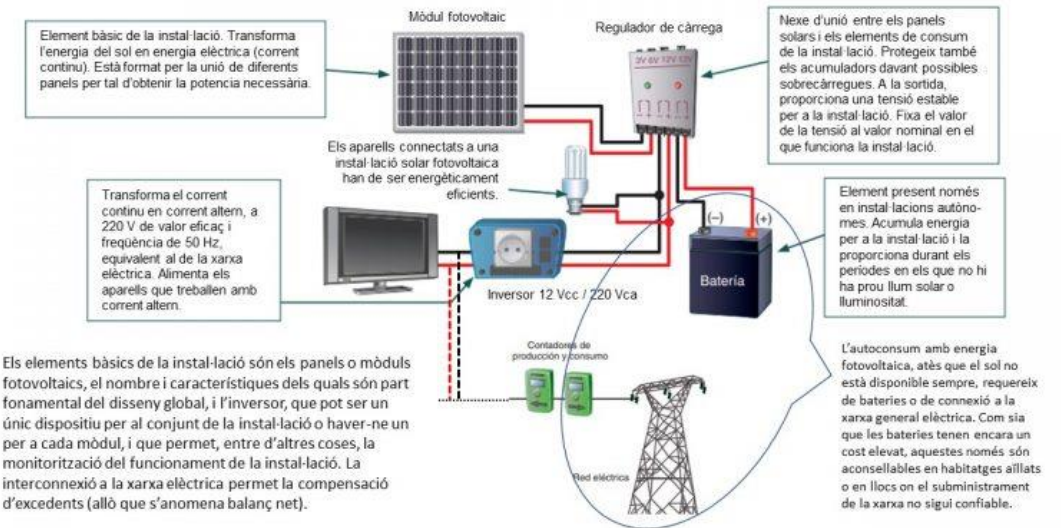 Mòdul fotovoltaic
Element bàsic de la instal·lació. Transforma
l'energia del sol en energia elèctrica (corrent
continu). Està format per la unió de diferents
panels per tal d'obtenir la potencia necessària.
Regulador de càrrega
3V 6V 12V 12V
Nexe d'unió entre els panels
solars i els elements de consum
de la instal·lació. Protegeix també
els acumuladors davant possibles
sobrecàrregues. A la sortida,
proporciona una tensió estable
per a la instal·lació. Fixa el valor
de la tensió al valor nominal en el
que funciona la instal·lació.
Els aparells connectats a una
instal·lació solar fotovoltaica
han de ser energèticament
eficients.
Transforma el corrent
continu en corrent altern, a
220 V de valor eficaç i
freqüència de 50 Hz,
equivalent al de la xarxa
elèctrica. Alimenta els
aparells que treballen amb
corrent altern.
Inversor 12 Vcc / 220 Vca
(–) (+)
Batería
Element present només
en instal·lacions autòno-
mes. Acumula energia
per a la instal·lació i la
proporciona durant els
períodes en els que no hi
ha prou llum solar o
lluminositat.
Contadores de
producción y consumo
Red eléctrica
Els elements bàsics de la instal·lació són els panels o mòduls
fotovoltaics, el nombre i característiques dels quals són part
fonamental del disseny global, i l'inversor, que pot ser un
únic dispositiu per al conjunt de la instal·lació o haver-ne un
per a cada mòdul, i que permet, entre d'altres coses, la
monitorització del funcionament de la instal·lació. La
interconnexió a la xarxa elèctrica permet la compensació
d'excedents (allò que s'anomena balanç net).
L'autoconsum amb energia
fotovoltaica, atès que el sol no
està disponible sempre, requereix
de bateries o de connexió a la
xarxa general elèctrica. Com sia
que les bateries tenen encara un
cost elevat, aquestes només són
aconsellables en habitatges aïllats
o en llocs on el subministrament
de la xarxa no sigui confiable.